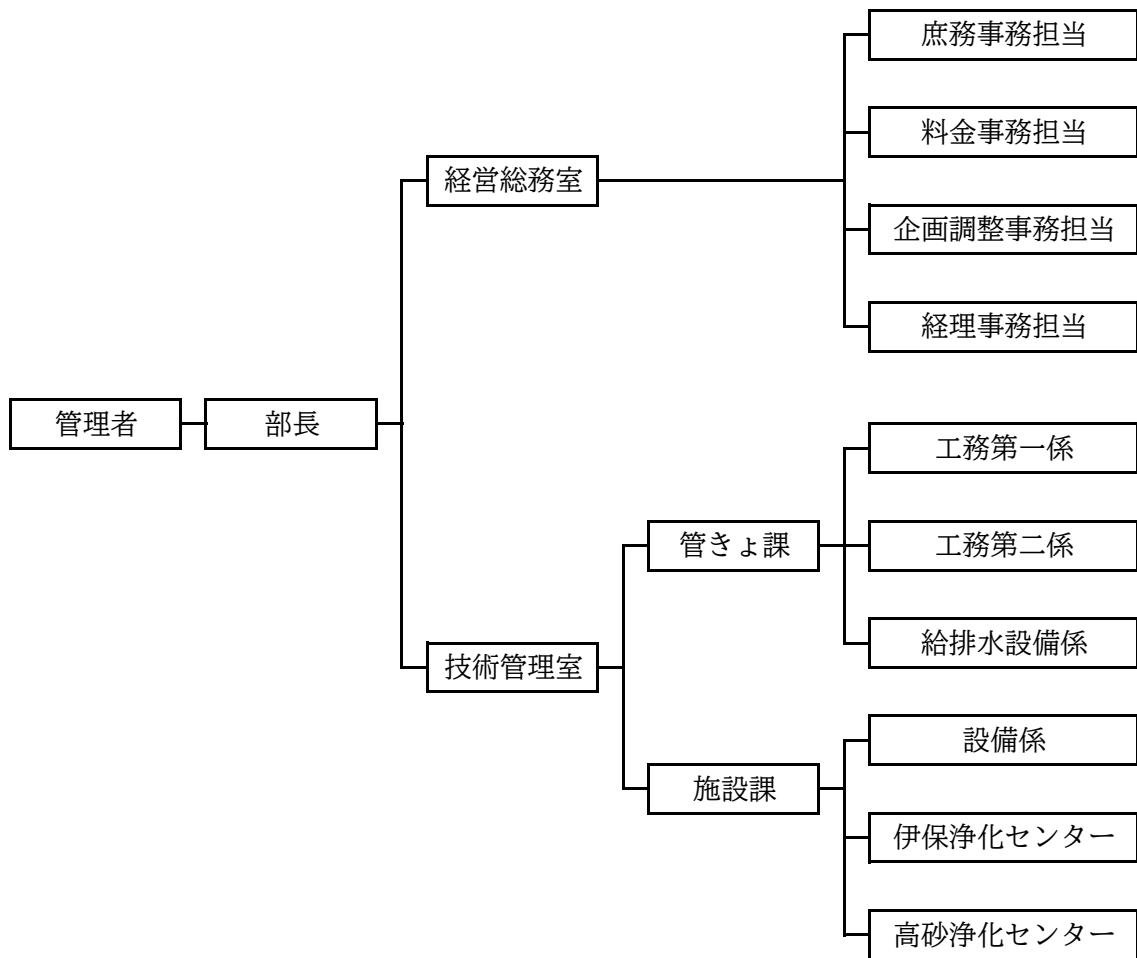 庶務事務担当
料金事務担当
経営総務室
企画調整事務担当
経理事務担当
管理者
部長
工務第一係
管きょ課
工務第二係
給排水設備係
技術管理室
設備係
施設課
伊保浄化センター
高砂浄化センター